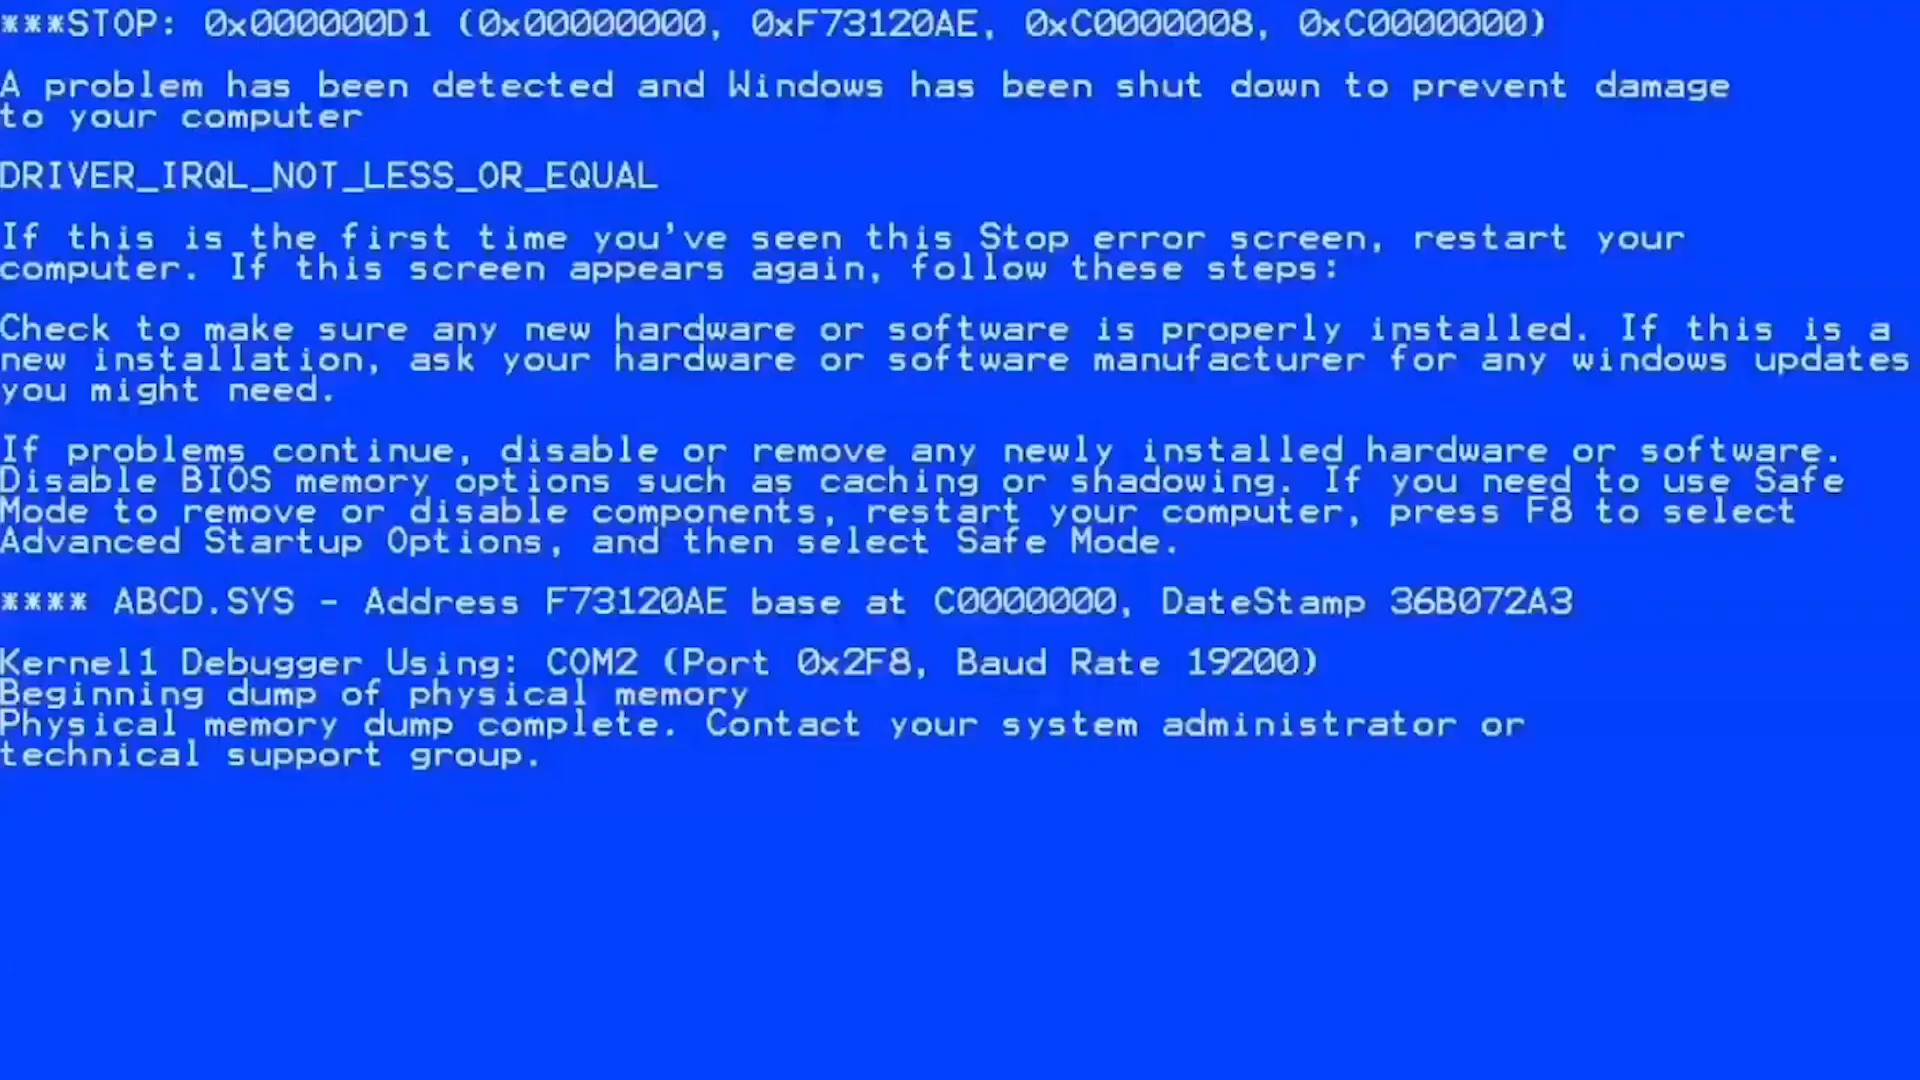 ***STOP: 0x000000D1 (0x00000000, 0xF73120AE, 0xC0000008, 0xC0000000)
A problem has been detected and Windows has been shut down to prevent damage
to your computer
DRIVER_IRQL_NOT_LESS_OR_EQUAL
If this is the first time you've seen this Stop error screen, restart your
computer. If this screen appears again, follow these steps:
Check to make sure any new hardware or software is properly installed. If this is a
new installation, ask your hardware or software manufacturer for any windows updates
you might need.
If problems continue, disable or remove any newly installed hardware or software.
Disable BIOS memory options such as caching or shadowing. If you need to use Safe
Mode to remove or disable components, restart your computer, press F8 to select
Advanced Startup Options, and then select Safe Mode.
**** ABCD.SYS - Address F73120AE base at C0000000, DateStamp 36B072A3
Kernel1 Debugger Using: COM2 (Port 0x2F8, Baud Rate 19200)
Beginning dump of physical memory
Physical memory dump complete. Contact your system administrator or
technical support group.